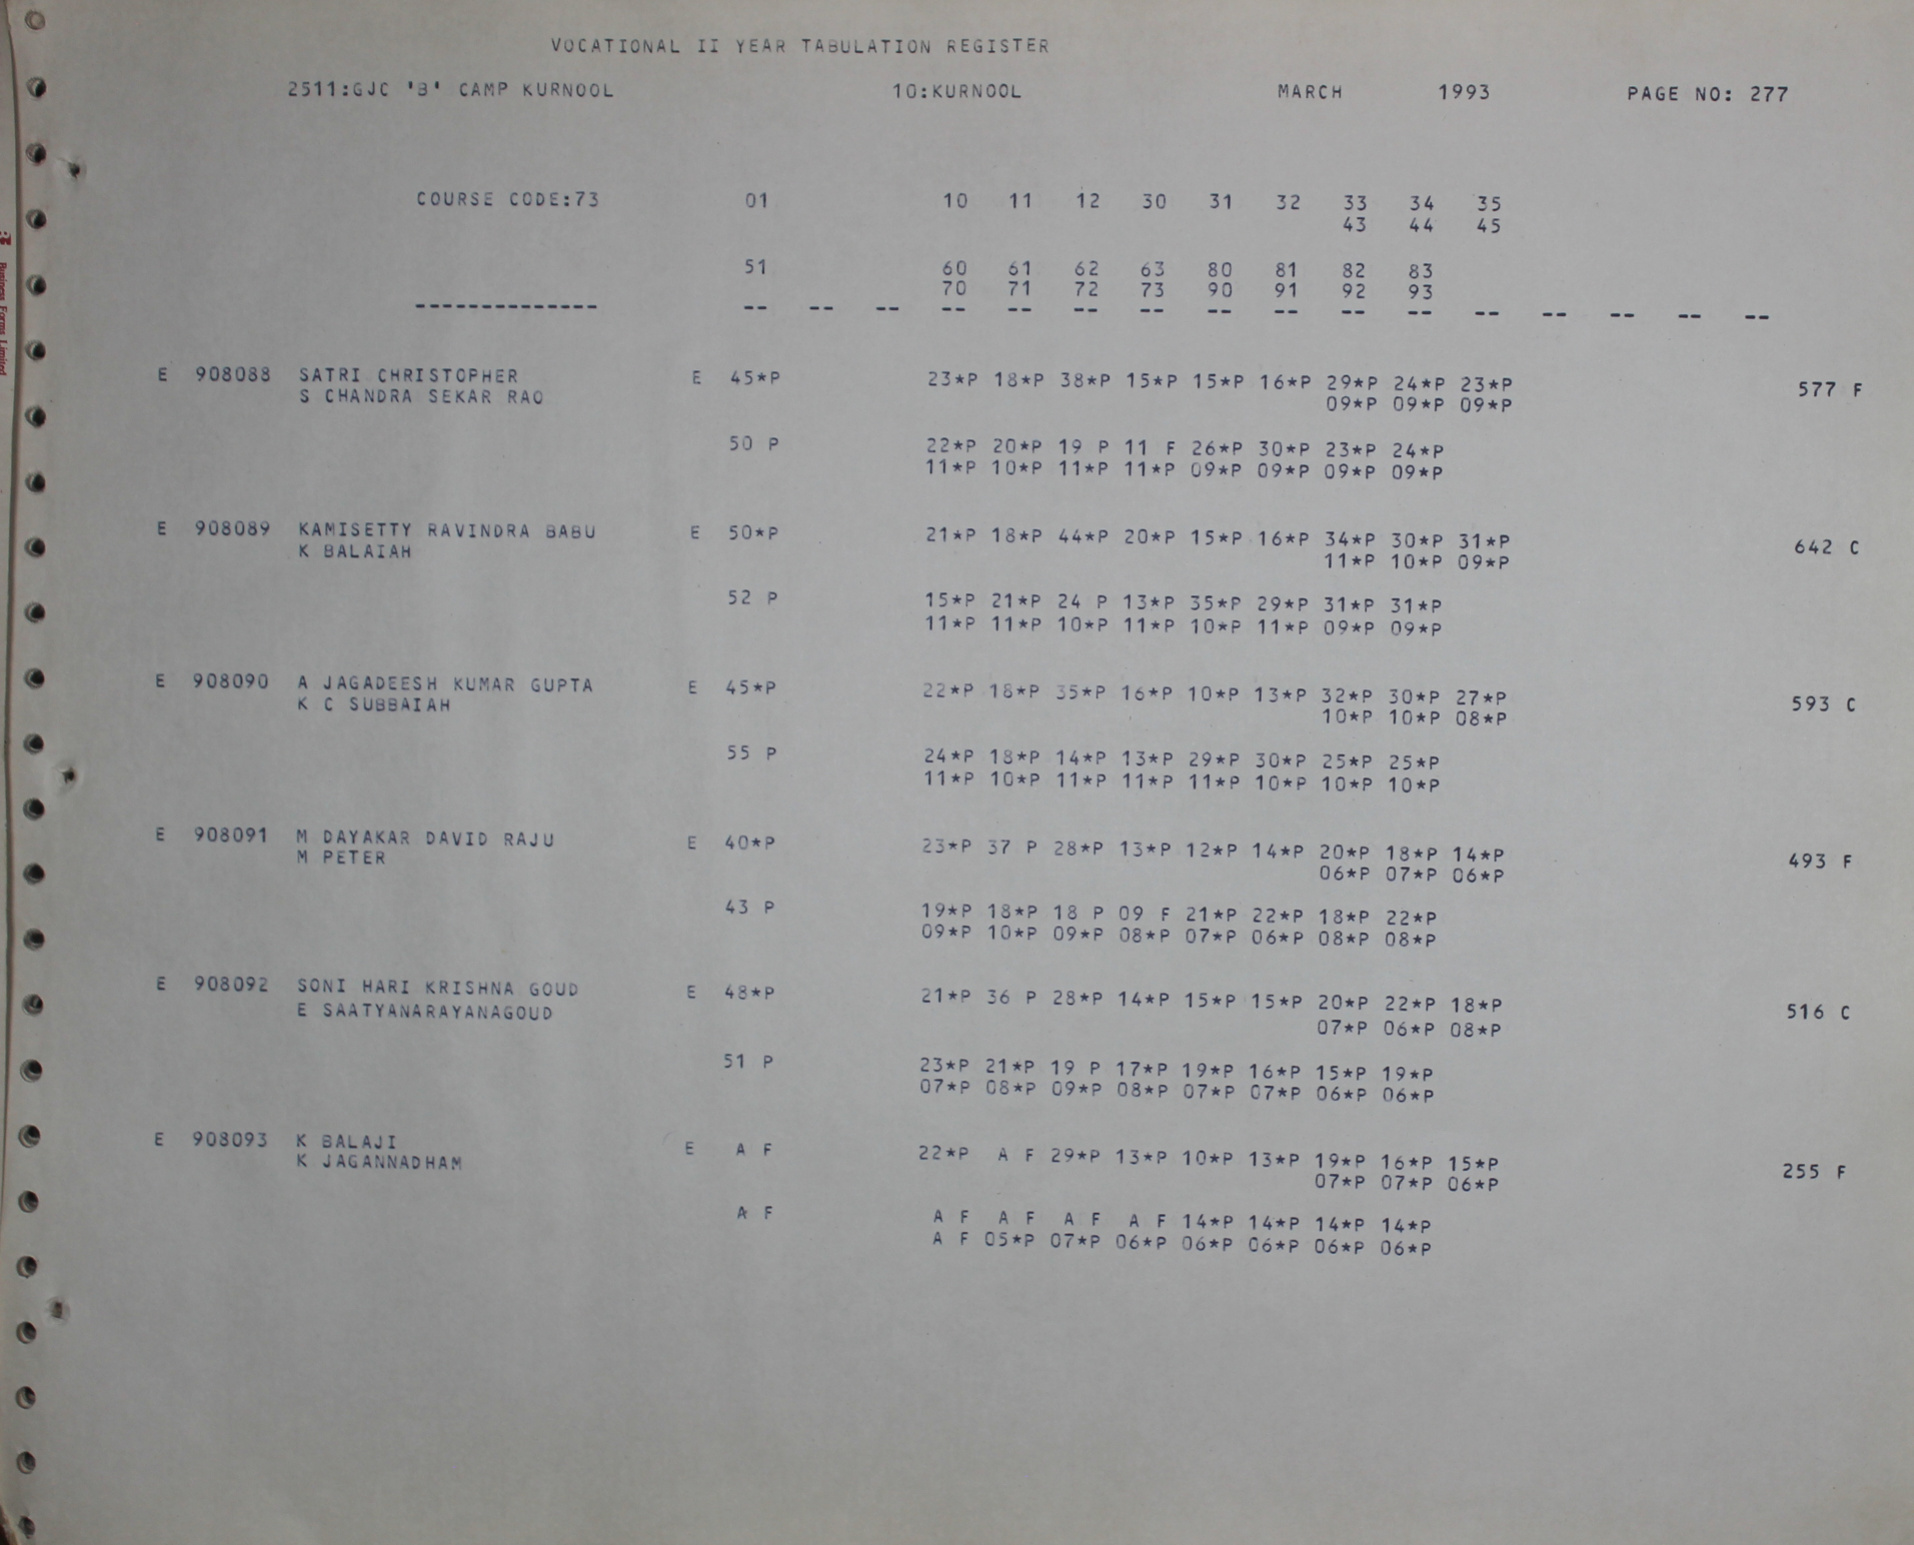 VOCATIONAL II YEAR TABULATION REGISTER
2511:GJC 'B' CAMP KURNOOL 10:KURNOOL MARCH 1993 PAGE NO: 277
COURSE CODE:73 01 10 11 12 30 31 32 33 34 35
43 44 45
51 60 61 62 63 80 81 82 83
70 71 72 73 90 91 92 93
-------------- -- -- -- -- -- -- -- -- -- -- -- -- -- -- -- --
E 908088 SATRI CHRISTOPHER E 45*P 23*P 18*P 38*P 15*P 15*P 16*P 29*P 24*P 23*P 577 F
S CHANDRA SEKAR RAO 09*P 09*P 09*P
50 P 22*P 20*P 19 P 11 F 26*P 30*P 23*P 24*P
11*P 10*P 11*P 11*P 09*P 09*P 09*P 09*P
E 908089 KAMISETTY RAVINDRA BABU E 50*P 21*P 18*P 44*P 20*P 15*P 16*P 34*P 30*P 31*P 642 C
K BALAIAH 11*P 10*P 09*P
52 P 15*P 21*P 24 P 13*P 35*P 29*P 31*P 31*P
11*P 11*P 10*P 11*P 10*P 11*P 09*P 09*P
E 908090 A JAGADEESH KUMAR GUPTA E 45*P 22*P 18*P 35*P 16*P 10*P 13*P 32*P 30*P 27*P 593 C
K C SUBBAIAH 10*P 10*P 08*P
55 P 24*P 18*P 14*P 13*P 29*P 30*P 25*P 25*P
11*P 10*P 11*P 11*P 11*P 10*P 10*P 10*P
E 908091 M DAYAKAR DAVID RAJU E 40*P 23*P 37 P 28*P 13*P 12*P 14*P 20*P 18*P 14*P 493 F
M PETER 06*P 07*P 06*P
43 P 19*P 18*P 18 P 09 F 21*P 22*P 18*P 22*P
09*P 10*P 09*P 08*P 07*P 06*P 08*P 08*P
E 908092 SONI HARI KRISHNA GOUD E 48*P 21*P 36 P 28*P 14*P 15*P 15*P 20*P 22*P 18*P 516 C
E SAATYANARAYANAGOUD 07*P 06*P 08*P
51 P 23*P 21*P 19 P 17*P 19*P 16*P 15*P 19*P
07*P 08*P 09*P 08*P 07*P 07*P 06*P 06*P
E 908093 K BALAJI E A F 22*P A F 29*P 13*P 10*P 13*P 19*P 16*P 15*P 255 F
K JAGANNADHAM 07*P 07*P 06*P
A F A F A F A F A F 14*P 14*P 14*P 14*P
A F 05*P 07*P 06*P 06*P 06*P 06*P 06*P
Business Forms Limited